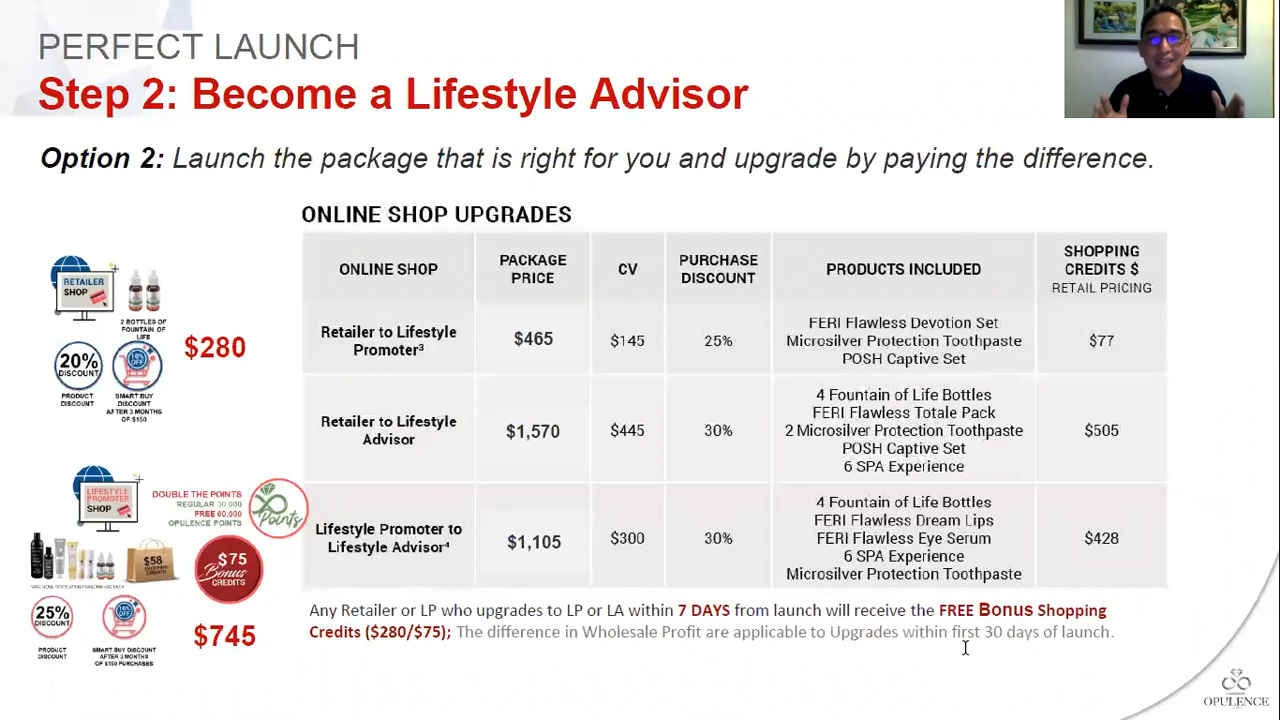 PERFECT LAUNCH
Step 2: Become a Lifestyle Advisor
Option 2: Launch the package that is right for you and upgrade by paying the difference.
ONLINE SHOP UPGRADES
ONLINE SHOP
PACKAGE PRICE
CV
PURCHASE DISCOUNT
PRODUCTS INCLUDED
SHOPPING CREDITS $
RETAIL PRICING
Retailer to Lifestyle
Promoter³
$465
$145
25%
FERI Flawless Devotion Set
Microsilver Protection Toothpaste
POSH Captive Set
$77
Retailer to Lifestyle
Advisor
$1,570
$445
30%
4 Fountain of Life Bottles
FERI Flawless Totale Pack
2 Microsilver Protection Toothpaste
POSH Captive Set
6 SPA Experience
$505
Lifestyle Promoter to
Lifestyle Advisor⁴
$1,105
$300
30%
4 Fountain of Life Bottles
FERI Flawless Dream Lips
FERI Flawless Eye Serum
6 SPA Experience
Microsilver Protection Toothpaste
$428
Any Retailer or LP who upgrades to LP or LA within 7 DAYS from launch will receive the FREE Bonus Shopping
Credits ($280/$75); The difference in Wholesale Profit are applicable to Upgrades within first 30 days of launch.
RETAILER
SHOP
2 BOTTLES OF
FOUNTAIN OF
LIFE
20%
DISCOUNT
10%
OFF
PRODUCT
DISCOUNT
SMART BUY
DISCOUNT
AFTER 3 MONTHS
OF $150
$280
LIFESTYLE
PROMOTER
SHOP
DOUBLE THE POINTS
REGULAR 30,000
FREE 60,000
OPULENCE POINTS
Points
$58
SHOPPING
CREDITS
$75
Bonus
CREDITS
25%
DISCOUNT
10%
OFF
PRODUCT
DISCOUNT
SMART BUY DISCOUNT
AFTER 3 MONTHS
OF $150 PURCHASES
$745
OPULENCE